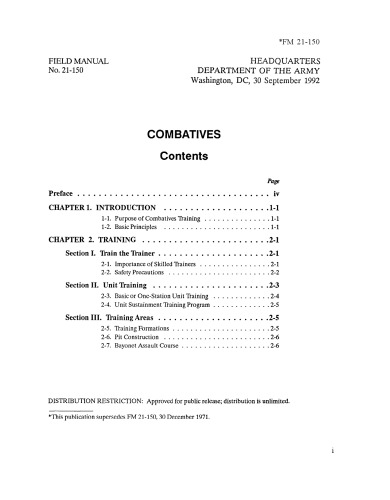 *FM 21-150
FIELD MANUAL HEADQUARTERS
No. 21-150 DEPARTMENT OF THE ARMY
Washington, DC, 30 September 1992
COMBATIVES
Contents
Page
Preface . . . . . . . . . . . . . . . . . . . . . . . . . . . . . . . . . . . . iv
CHAPTER 1. INTRODUCTION . . . . . . . . . . . . . . . . . . . .1-1
1-1. Purpose of Combatives Training . . . . . . . . . . . . . . .1-1
1-2. Basic Principles . . . . . . . . . . . . . . . . . . . . . . . .1-1
CHAPTER 2. TRAINING . . . . . . . . . . . . . . . . . . . . . . . .2-1
Section I. Train the Trainer . . . . . . . . . . . . . . . . . . . . .2-1
2-1. Importance of Skilled Trainers . . . . . . . . . . . . . . . .2-1
2-2. Safety Precautions . . . . . . . . . . . . . . . . . . . . . . .2-2
Section II. Unit Training . . . . . . . . . . . . . . . . . . . . . .2-3
2-3. Basic or One-Station Unit Training . . . . . . . . . . . . .2-4
2-4. Unit Sustainment Training Program . . . . . . . . . . . . .2-5
Section III. Training Areas . . . . . . . . . . . . . . . . . . . . .2-5
2-5. Training Formations . . . . . . . . . . . . . . . . . . . . . .2-5
2-6. Pit Construction . . . . . . . . . . . . . . . . . . . . . . . .2-6
2-7. Bayonet Assault Course . . . . . . . . . . . . . . . . . . . .2-6
DISTRIBUTION RESTRICTION: Approved for public release; distribution is unlimited.
*This publication supersedes FM 21-150, 30 December 1971.
i